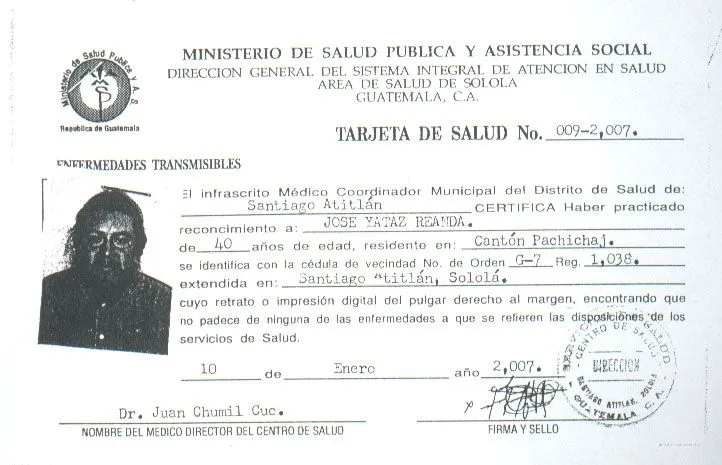 MINISTERIO DE SALUD PUBLICA Y ASISTENCIA SOCIAL
DIRECCION GENERAL DEL SISTEMA INTEGRAL DE ATENCION EN SALUD
AREA DE SALUD DE SOLOLA
GUATEMALA, C.A.
Ministerio de Salud Publica y A. S.
Republica de Guatemala
TARJETA DE SALUD No. 009-2,007.
ENFERMEDADES TRANSMISIBLES
El infrascrito Médico Coordinador Municipal del Distrito de Salud de:
Santiago Atitlán CERTIFICA Haber practicado
reconcimiento a: JOSE YATAZ REANDA.
de 40 años de edad, residente en: Cantón Pachichaj.
se identifica con la cédula de vecindad No. de Orden G-7 Reg. 1,038.
extendida en: Santiago Atitlán, Sololá.
cuyo retrato o impresión digital del pulgar derecho al margen, encontrando que
no padece de ninguna de las enfermedades a que se refieren las disposiciones de los
servicios de Salud.
10 de Enero año 2,007.
CENTRO DE SALUD
DIRECCION
SANTIAGO ATITLAN, SOLOLA
GUATEMALA C. A.
Dr. Juan Chumil Cuc.
NOMBRE DEL MEDICO DIRECTOR DEL CENTRO DE SALUD
FIRMA Y SELLO